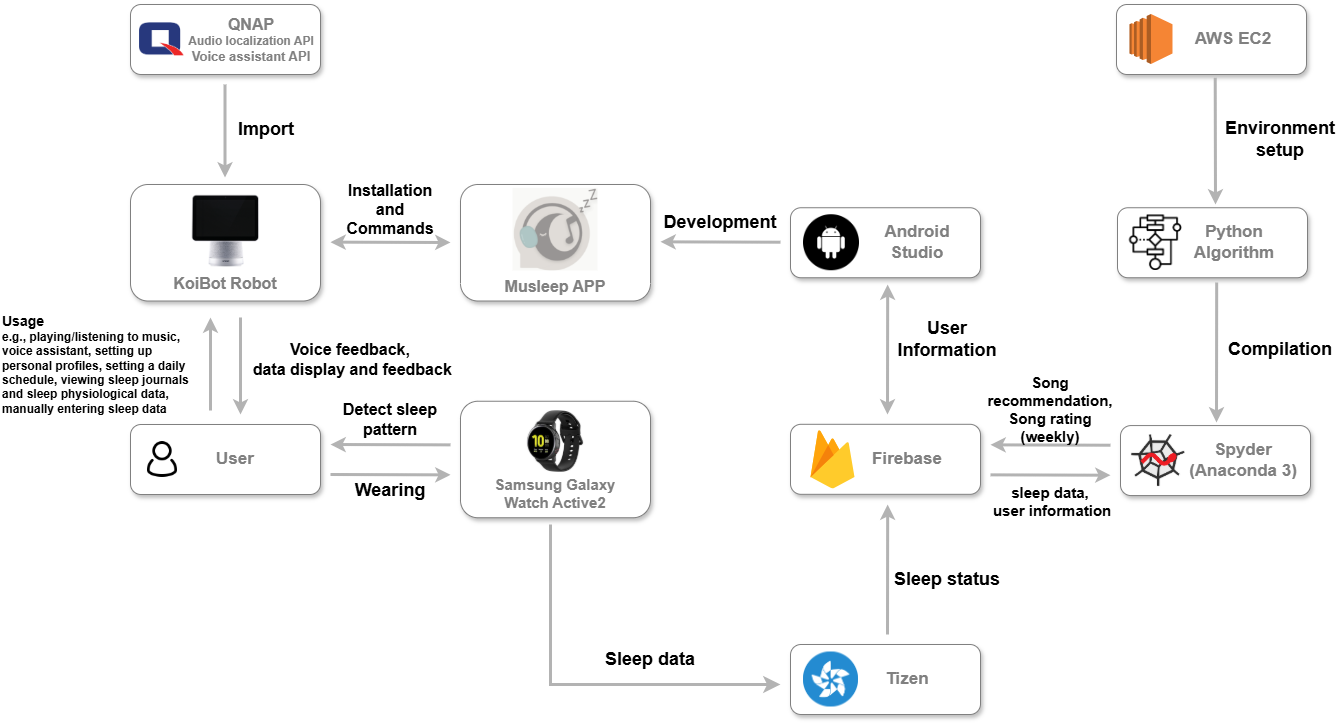 QNAP
Audio localization API
Voice assistant API
AWS EC2
Import
Environment
setup
Installation
and
Commands
KoiBot Robot
zzZ
Musleep APP
Development
Android
Studio
Python
Algorithm
Usage
e.g., playing/listening to music,
voice assistant, setting up
personal profiles, setting a daily
schedule, viewing sleep journals
and sleep physiological data,
manually entering sleep data
Voice feedback,
data display and feedback
User
Information
Compilation
Detect sleep
pattern
Song
recommendation,
Song rating
(weekly)
User
Wearing
10
Samsung Galaxy
Watch Active2
Firebase
Spyder
(Anaconda 3)
sleep data,
user information
Sleep status
Sleep data
Tizen